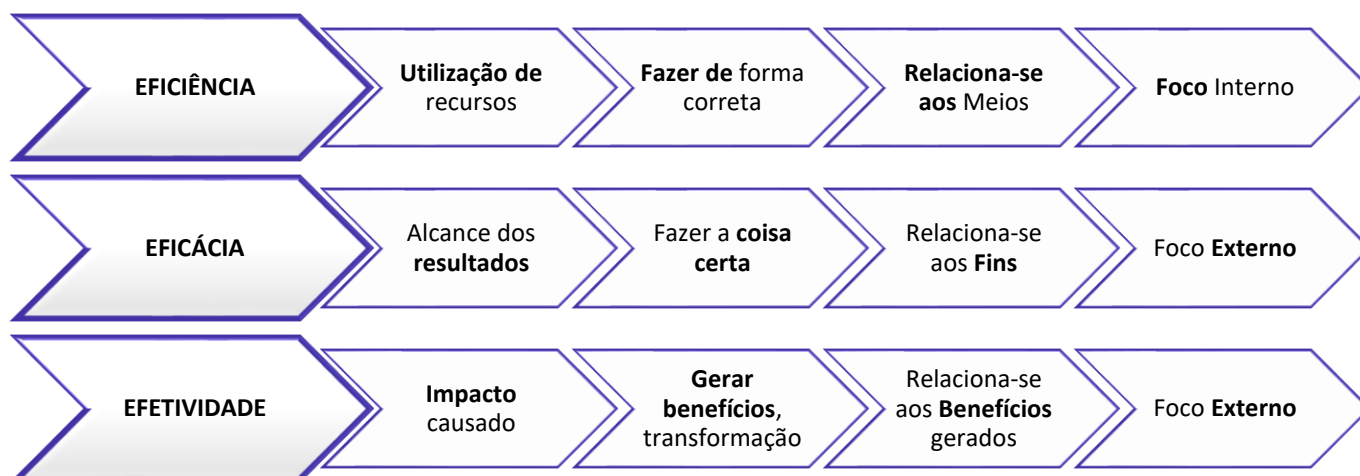 EFICIÊNCIA
Utilização de
recursos
Fazer de forma
correta
Relaciona-se
aos Meios
Foco Interno
EFICÁCIA
Alcance dos
resultados
Fazer a coisa
certa
Relaciona-se
aos Fins
Foco Externo
EFETIVIDADE
Impacto
causado
Gerar
benefícios,
transformação
Relaciona-se
aos Benefícios
gerados
Foco Externo